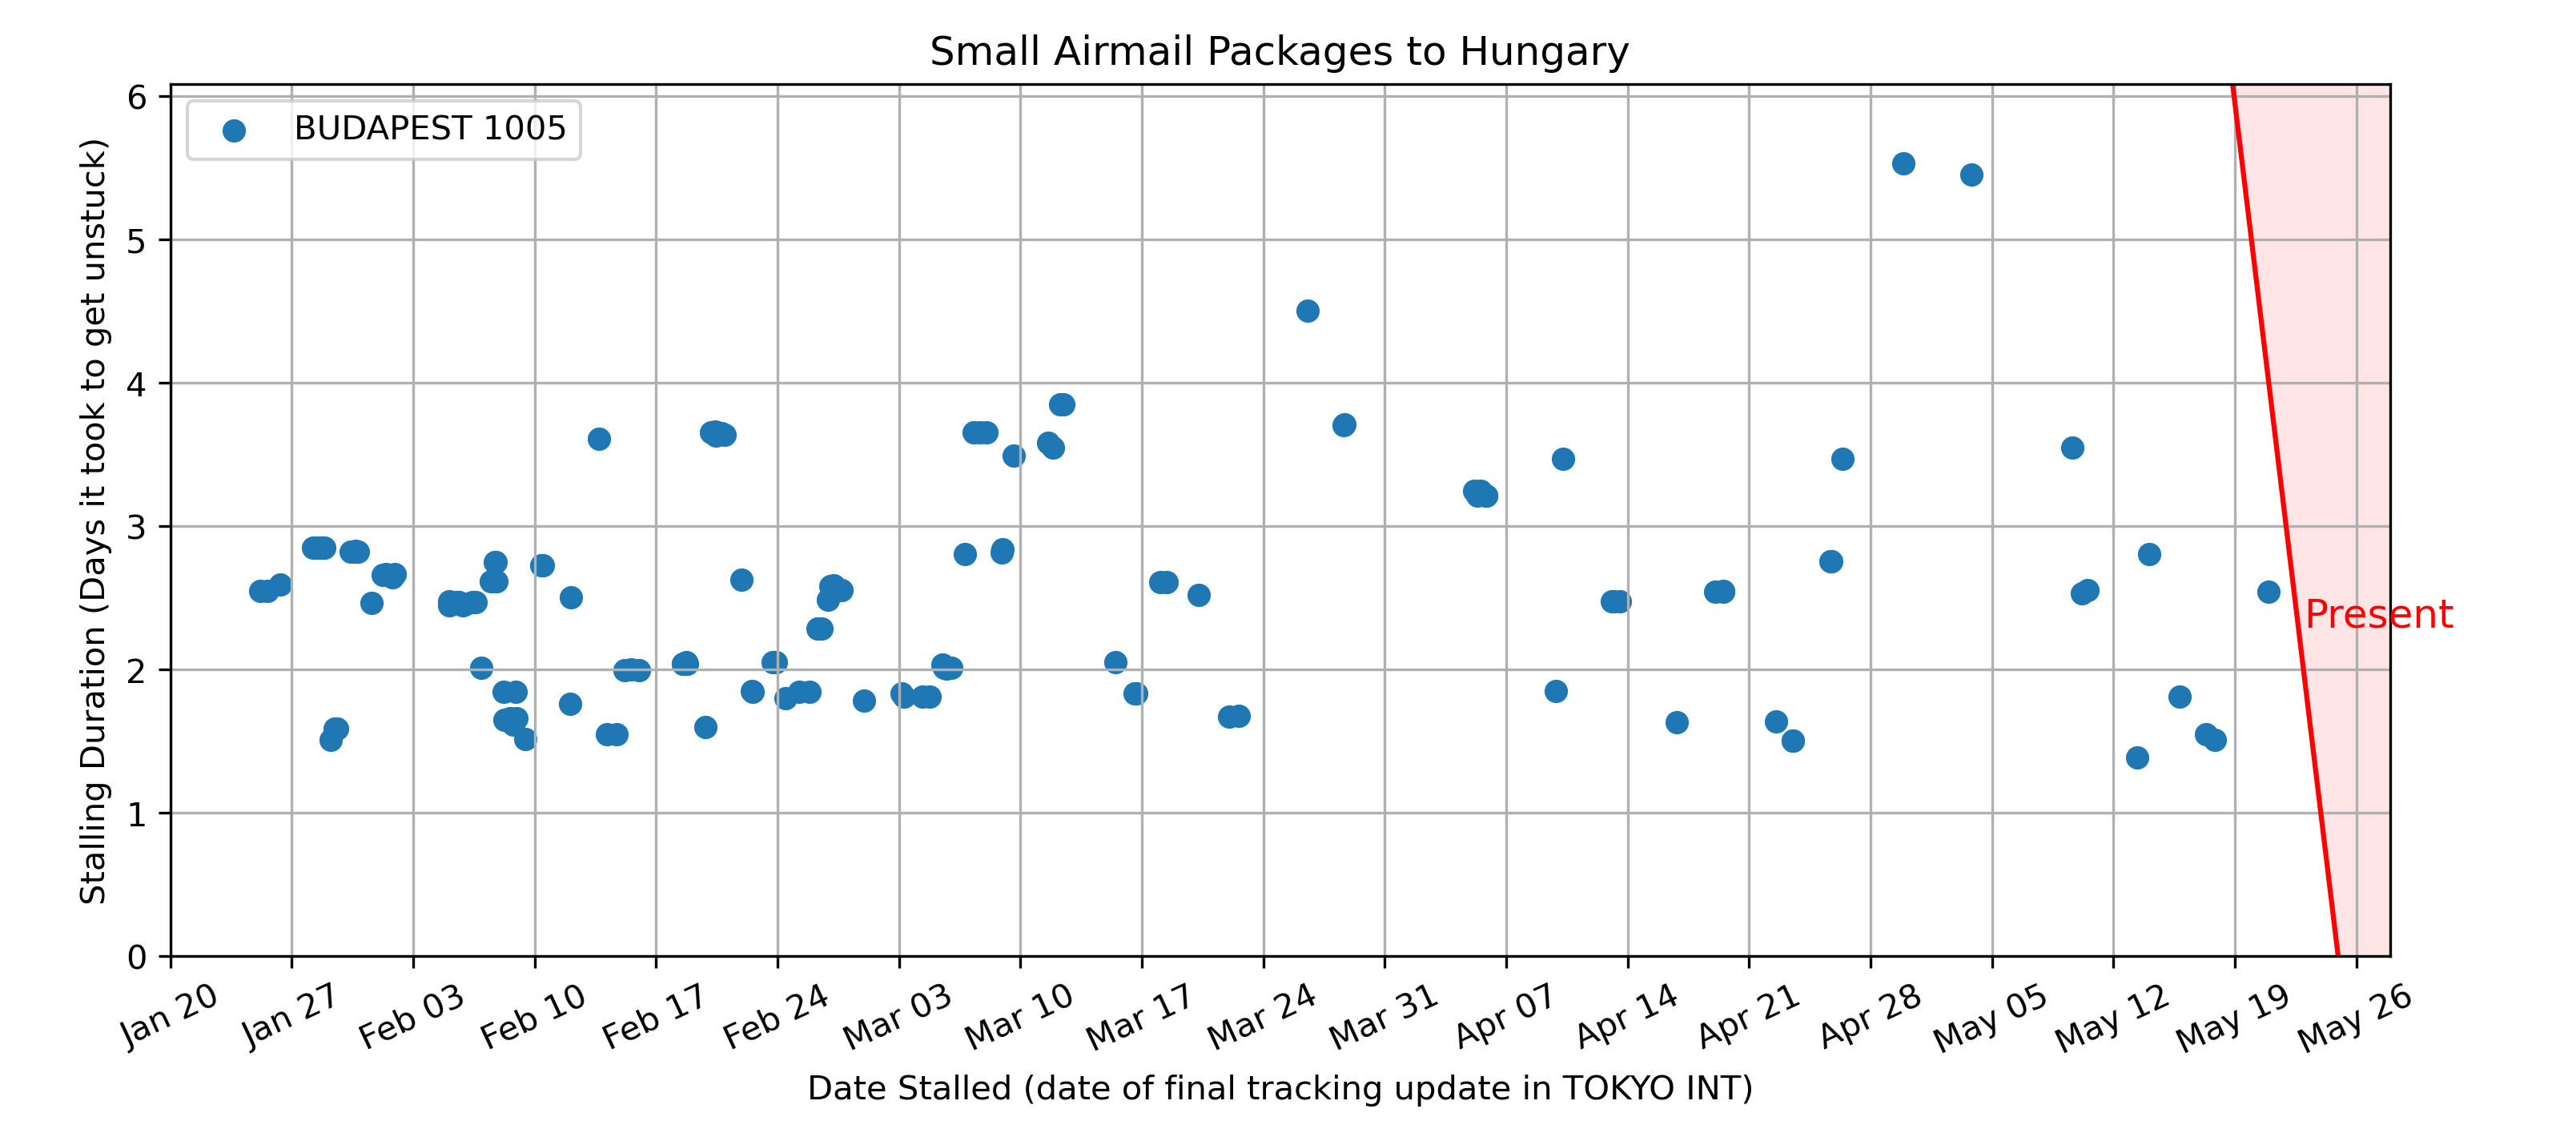 Small Airmail Packages to Hungary
BUDAPEST 1005
Stalling Duration (Days it took to get unstuck)
6
5
4
3
2
1
0
Present
Jan 20
Jan 27
Feb 03
Feb 10
Feb 17
Feb 24
Mar 03
Mar 10
Mar 17
Mar 24
Mar 31
Apr 07
Apr 14
Apr 21
Apr 28
May 05
May 12
May 19
May 26
Date Stalled (date of final tracking update in TOKYO INT)